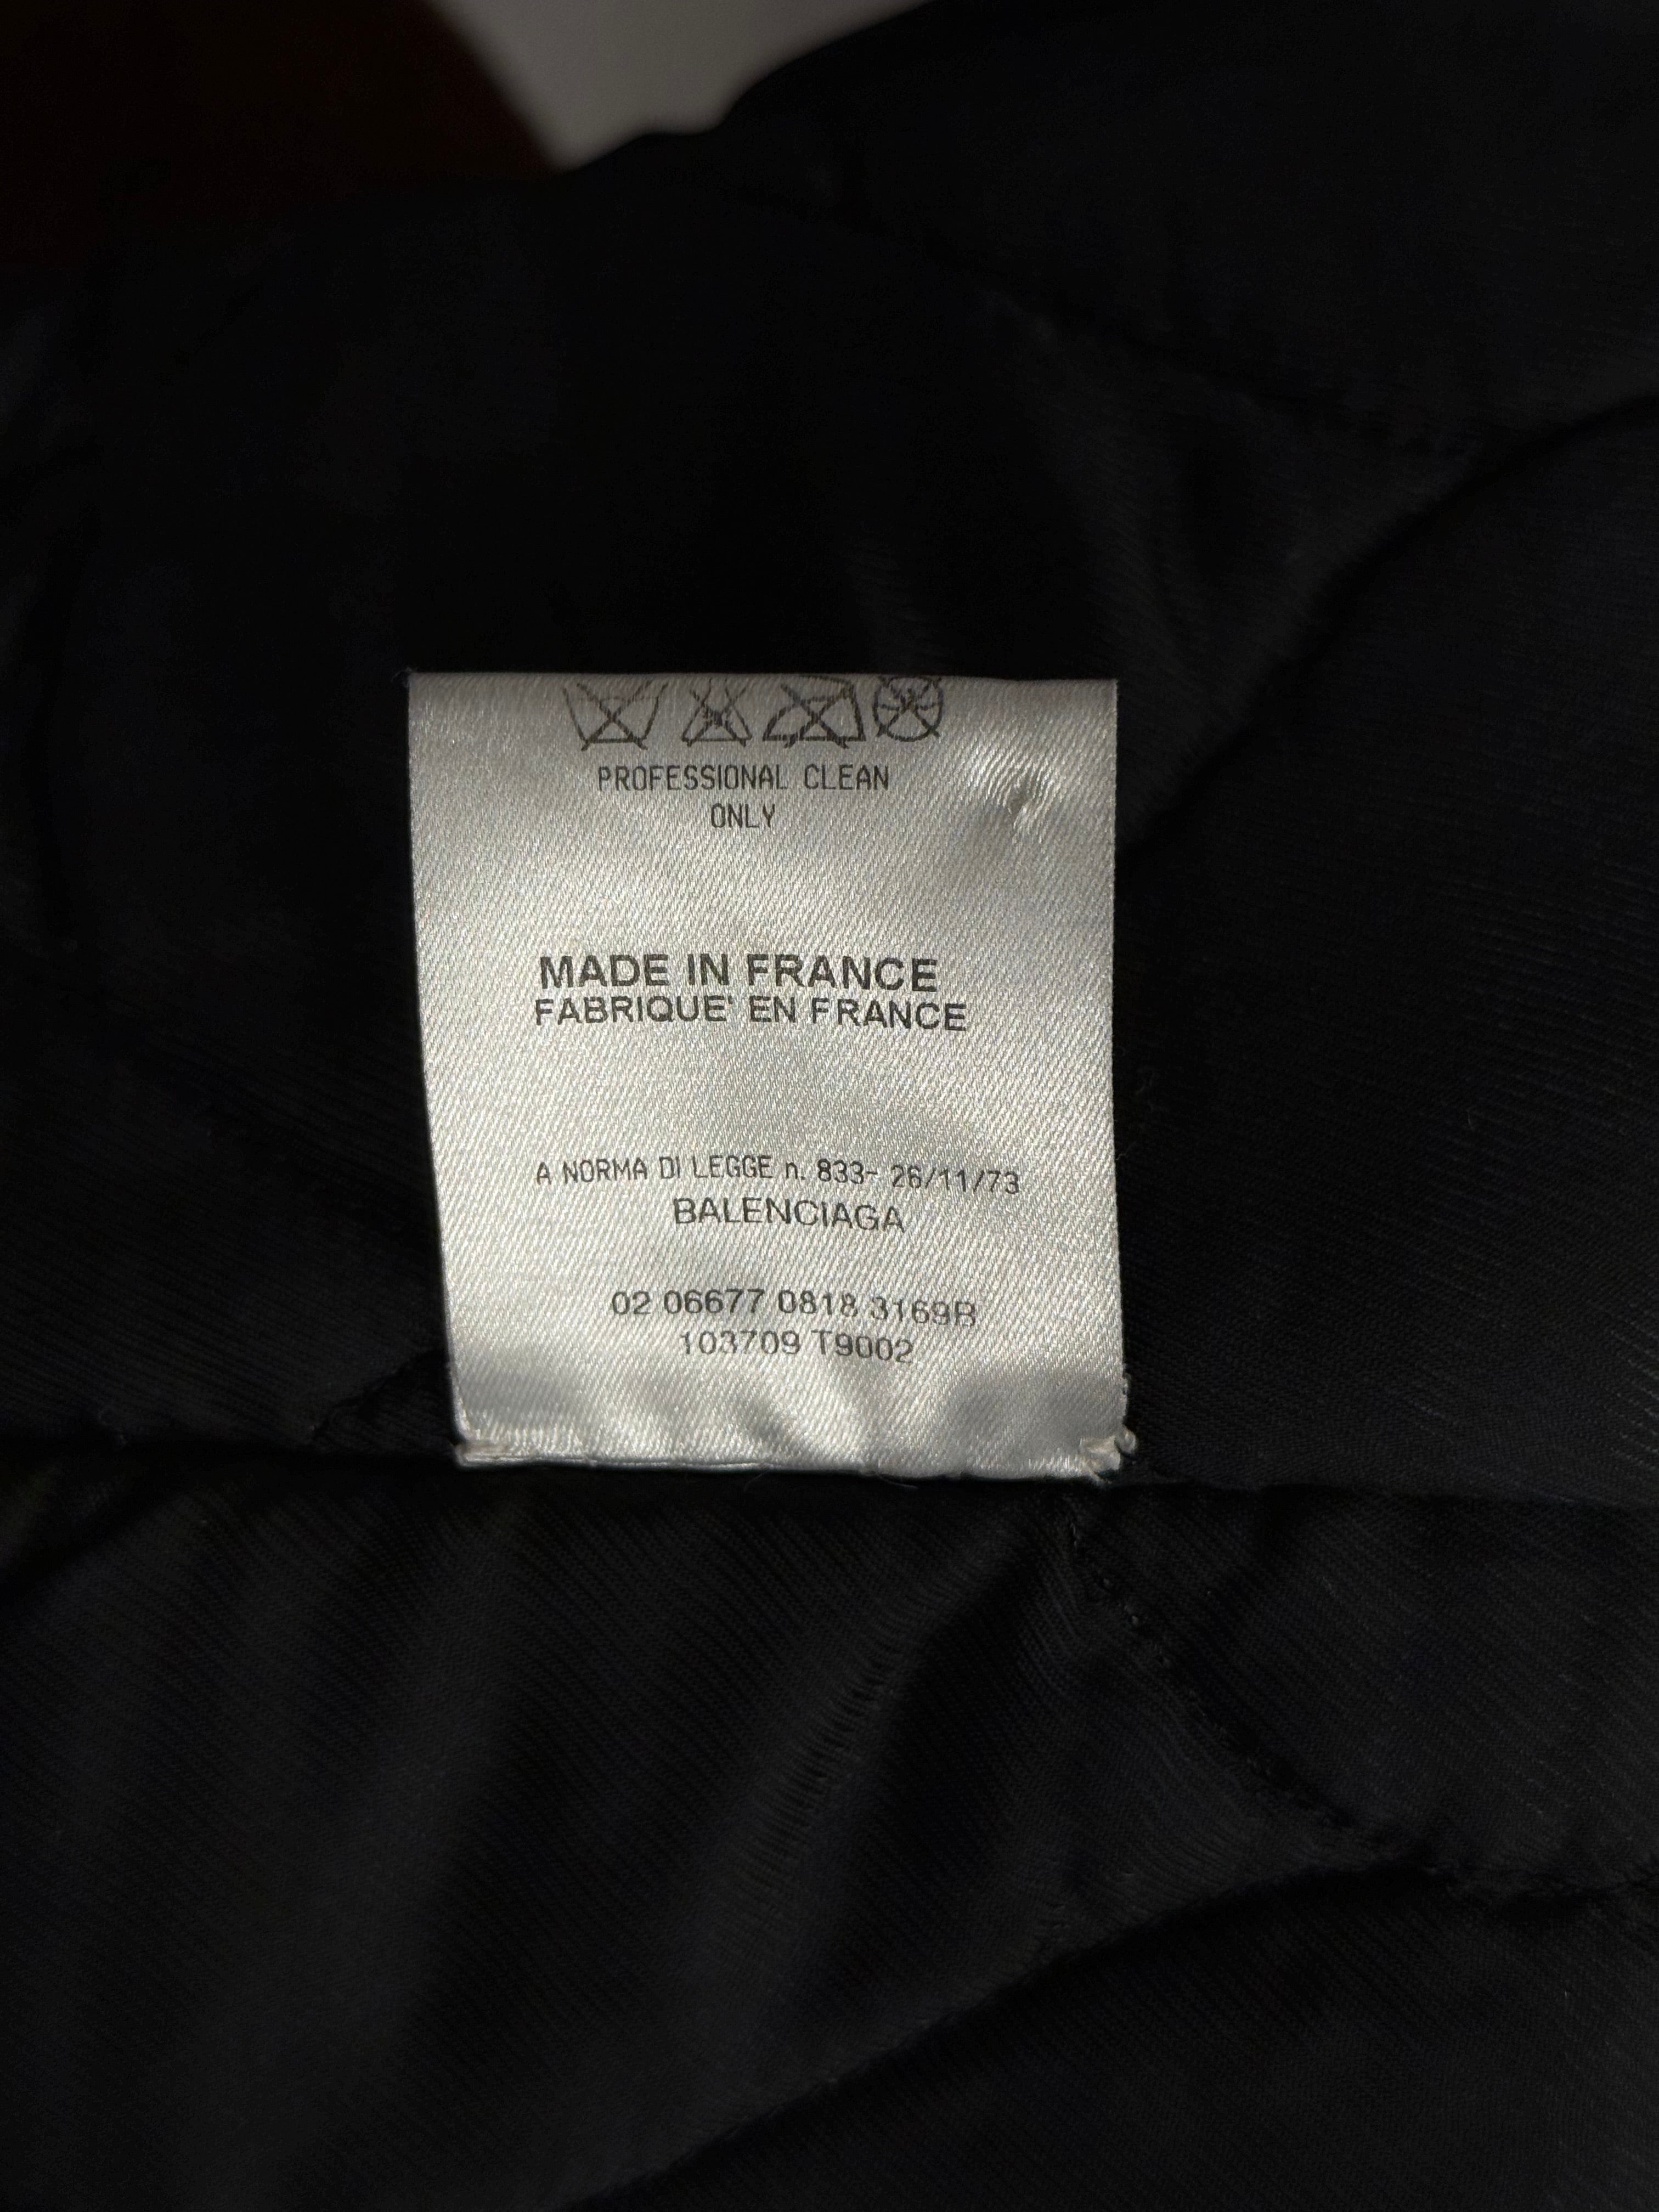 PROFESSIONAL CLEAN
ONLY
MADE IN FRANCE
FABRIQUE' EN FRANCE
A NORMA DI LEGGE n. 833- 26/11/73
BALENCIAGA
02 06677 0818 3169B
103709 T9002